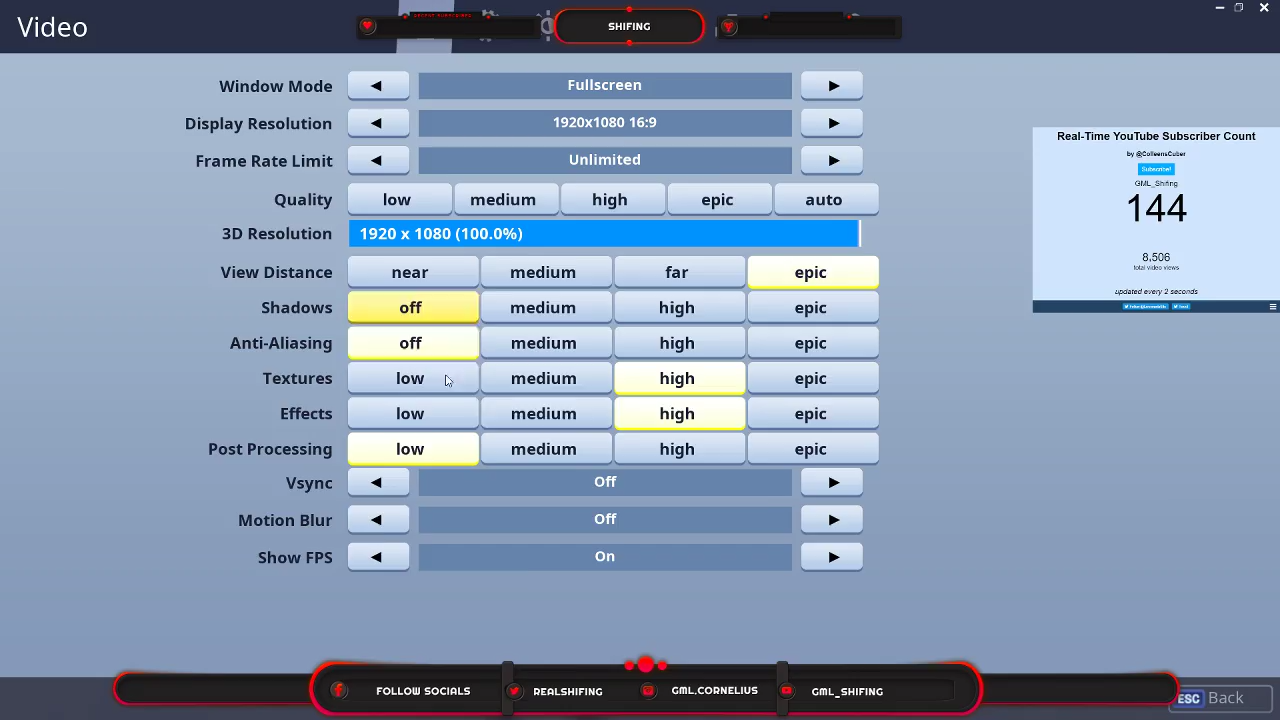 Video
SHIFING
Window Mode
Fullscreen
Display Resolution
1920x1080 16:9
Frame Rate Limit
Unlimited
Quality
low medium high epic auto
3D Resolution
1920 x 1080 (100.0%)
View Distance
near medium far epic
Shadows
off medium high epic
Anti-Aliasing
off medium high epic
Textures
low medium high epic
Effects
low medium high epic
Post Processing
low medium high epic
Vsync
Off
Motion Blur
Off
Show FPS
On
Real-Time YouTube Subscriber Count
by @ColleensCuber
Subscribe!
GML_Shifing
144
8,506
total video views
updated every 2 seconds
FOLLOW SOCIALS
REALSHIFING
GML.CORNELIUS
GML_SHIFING
ESC Back